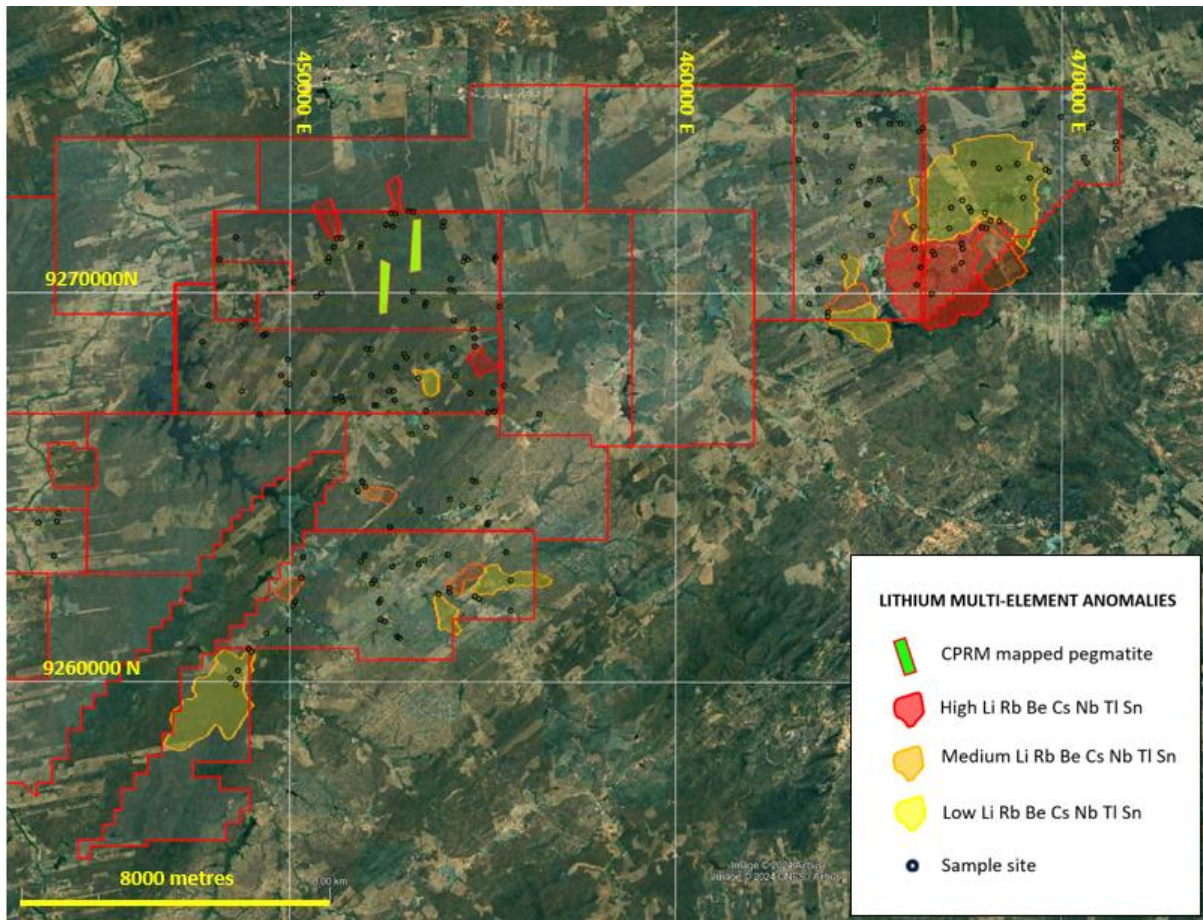 450000 E
460000 E
470000 E
9270000N
9260000 N
8000 metres
LITHIUM MULTI-ELEMENT ANOMALIES
CPRM mapped pegmatite
High Li Rb Be Cs Nb Tl Sn
Medium Li Rb Be Cs Nb Tl Sn
Low Li Rb Be Cs Nb Tl Sn
Sample site
Image © 2024 Airbus
Image © 2024 CNES / Airbus